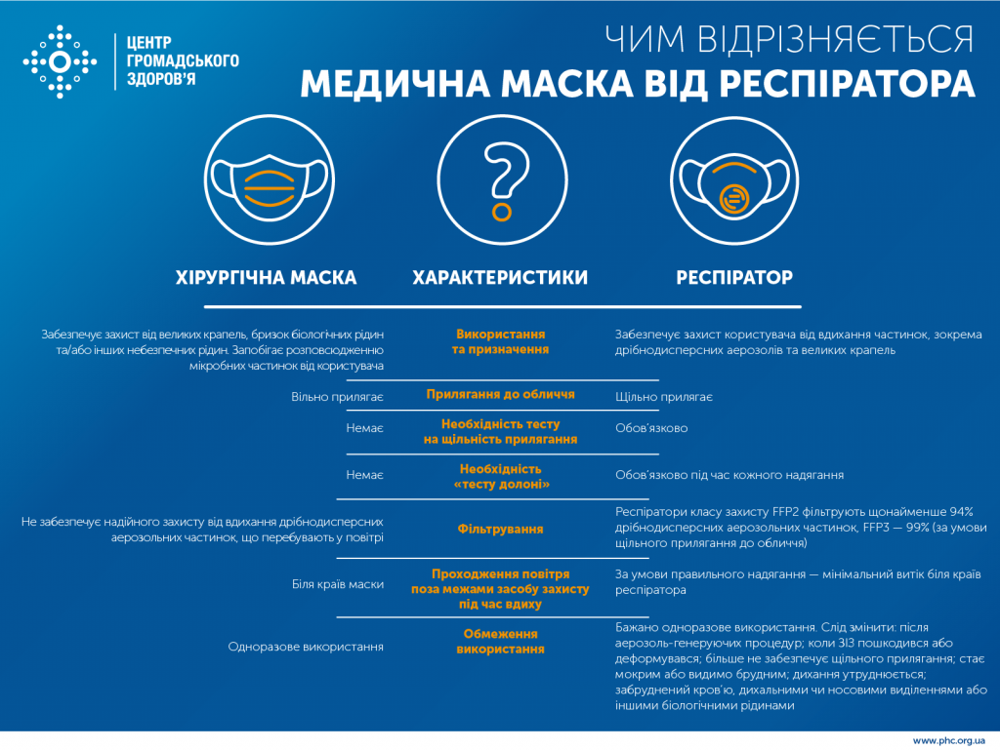 ЦЕНТР
ГРОМАДСЬКОГО
ЗДОРОВ'Я
ЧИМ ВІДРІЗНЯЄТЬСЯ
МЕДИЧНА МАСКА ВІД РЕСПІРАТОРА
ХІРУРГІЧНА МАСКА
ХАРАКТЕРИСТИКИ
РЕСПІРАТОР
Забезпечує захист від великих крапель, бризок біологічних рідин
та/або інших небезпечних рідин. Запобігає розповсюдженню
мікробних частинок від користувача
Використання
та призначення
Забезпечує захист користувача від вдихання частинок, зокрема
дрібнодисперсних аерозолів та великих крапель
Вільно прилягає
Прилягання до обличчя
Щільно прилягає
Немає
Необхідність тесту
на щільність прилягання
Обов'язково
Немає
Необхідність
«тесту долоні»
Обов'язково під час кожного надягання
Не забезпечує надійного захисту від вдихання дрібнодисперсних
аерозольних частинок, що перебувають у повітрі
Фільтрування
Респіратори класу захисту FFP2 фільтрують щонайменше 94%
дрібнодисперсних аерозольних частинок, FFP3 — 99% (за умови
щільного прилягання до обличчя)
Біля країв маски
Проходження повітря
поза межами засобу захисту
під час вдиху
За умови правильного надягання — мінімальний витік біля країв
респіратора
Одноразове використання
Обмеження
використання
Бажано одноразове використання. Слід змінити: після
аерозоль-генеруючих процедур; коли ЗІЗ пошкодився або
деформувався; більше не забезпечує щільного прилягання; стає
мокрим або видимо брудним; дихання утруднюється;
забруднений кров'ю, дихальними чи носовими виділеннями або
іншими біологічними рідинами
www.phc.org.ua